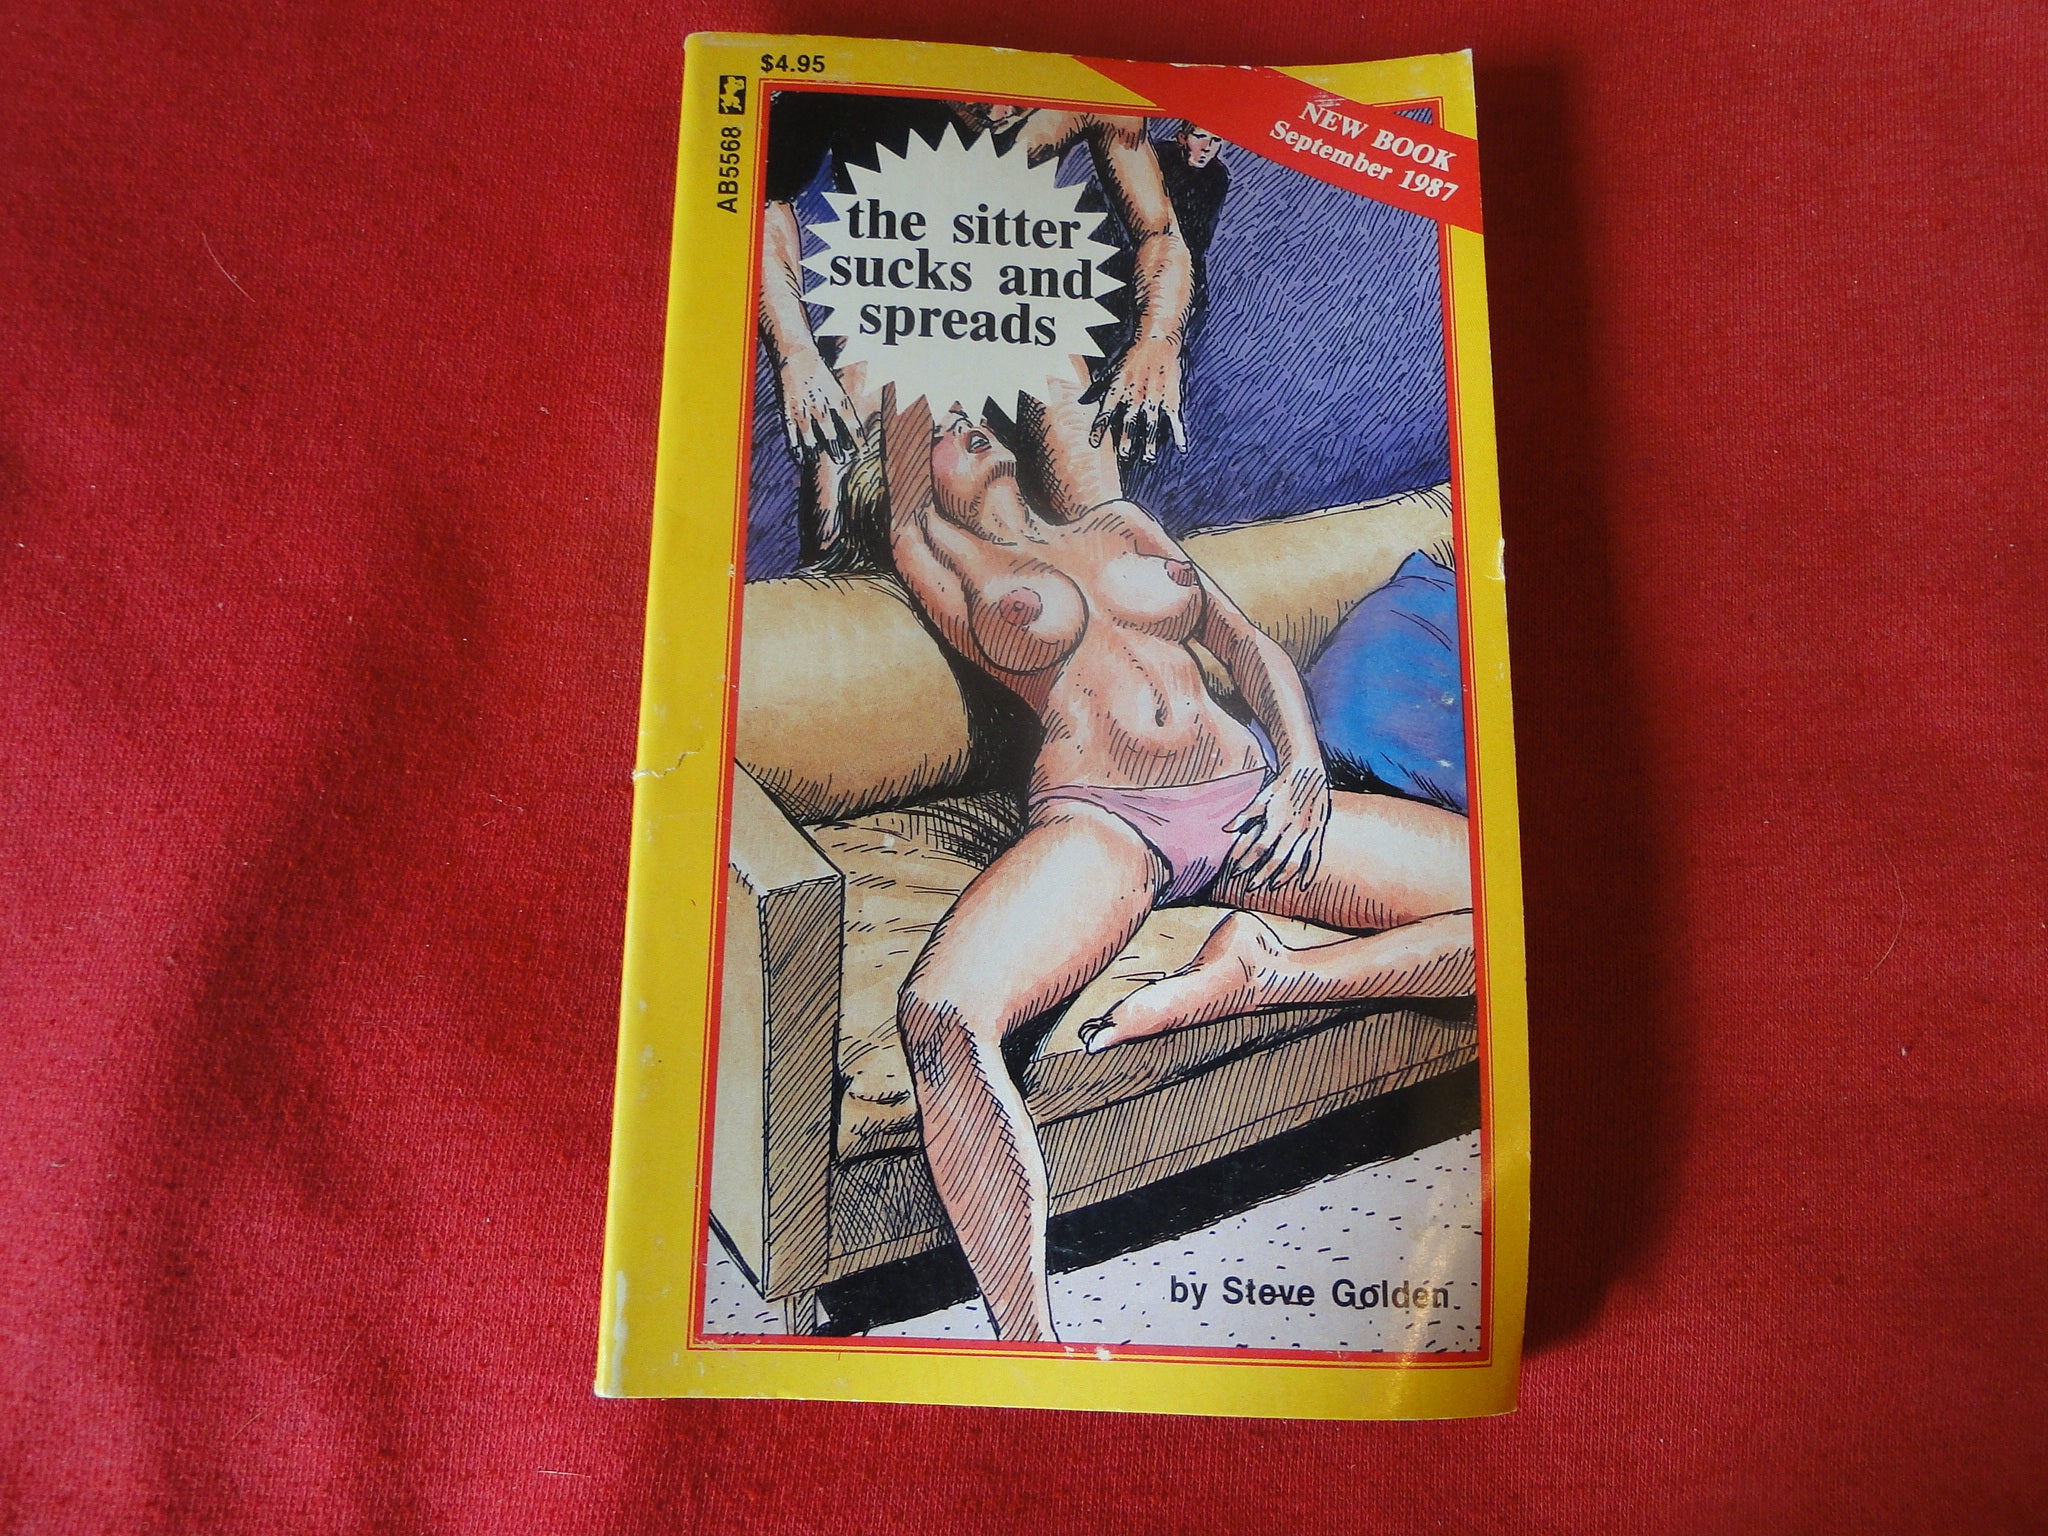 $4.95
AB5568
NEW BOOK
September 1987
the sitter
sucks and
spreads
by Steve Golden